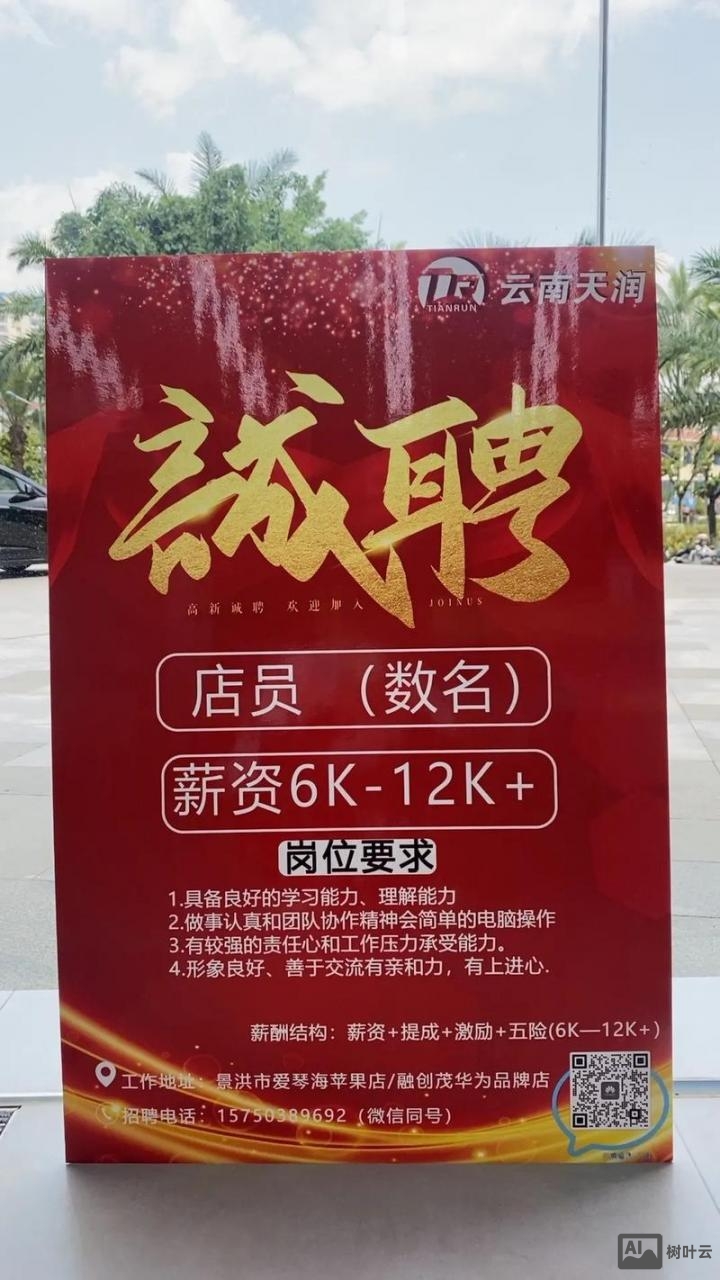 TIANRUN 云南天润
誠聘
高新诚聘 欢迎加入 JOINUS
店员 （数名）
薪资6K-12K+
岗位要求
1.具备良好的学习能力、理解能力
2.做事认真和团队协作精神会简单的电脑操作
3.有较强的责任心和工作压力承受能力。
4.形象良好、善于交流有亲和力，有上进心.
薪酬结构：薪资+提成+激励+五险(6K—12K+)
工作地址：景洪市爱琴海苹果店/融创茂华为品牌店
招聘电话：15750389692（微信同号）
AI 树叶云